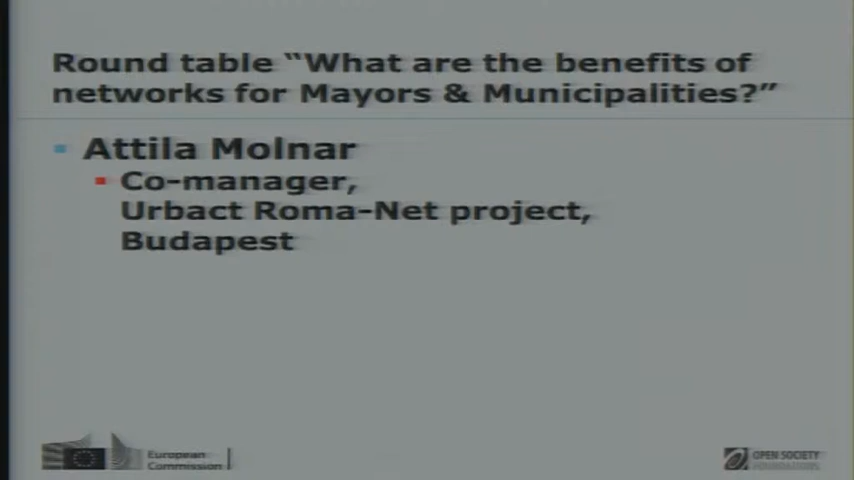 Round table “What are the benefits of
networks for Mayors & Municipalities?”
Attila Molnar
Co-manager,
Urbact Roma-Net project,
Budapest
European
Commission
OPEN SOCIETY
FOUNDATIONS